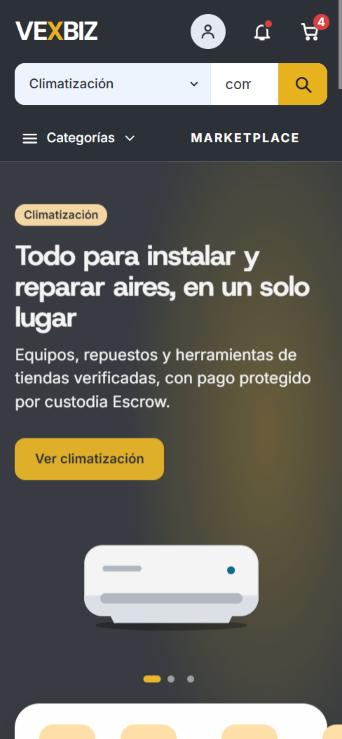 VEXBIZ
4
Climatización
com
Categorías
MARKETPLACE
Climatización
Todo para instalar y
reparar aires, en un solo
lugar
Equipos, repuestos y herramientas de
tiendas verificadas, con pago protegido
por custodia Escrow.
Ver climatización